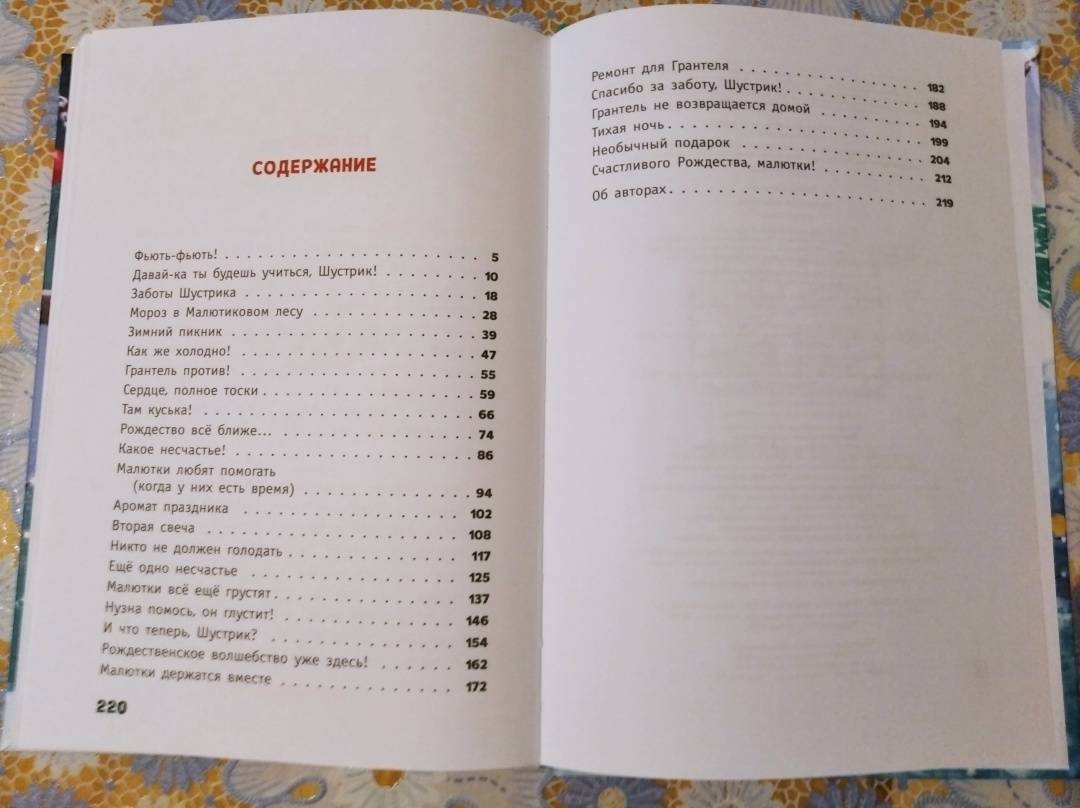 СОДЕРЖАНИЕ
Фьють-фьють! . . . . . . . . . . . . . . . . . . . . . . . . 5
Давай-ка ты будешь учиться, Шустрик! . . . . . . . . 10
Заботы Шустрика . . . . . . . . . . . . . . . . . . . . . 18
Мороз в Малютиковом лесу . . . . . . . . . . . . . . . 28
Зимний пикник . . . . . . . . . . . . . . . . . . . . . . 39
Как же холодно! . . . . . . . . . . . . . . . . . . . . . 47
Грантель против! . . . . . . . . . . . . . . . . . . . . . 55
Сердце, полное тоски . . . . . . . . . . . . . . . . . . . 59
Там куська! . . . . . . . . . . . . . . . . . . . . . . . . 66
Рождество всё ближе... . . . . . . . . . . . . . . . . . . 74
Какое несчастье! . . . . . . . . . . . . . . . . . . . . . 86
Малютки любят помогать
(когда у них есть время) . . . . . . . . . . . . . . . . 94
Аромат праздника . . . . . . . . . . . . . . . . . . . . 102
Вторая свеча . . . . . . . . . . . . . . . . . . . . . . . 108
Никто не должен голодать . . . . . . . . . . . . . . . . 117
Ещё одно несчастье . . . . . . . . . . . . . . . . . . . 125
Малютки всё ещё грустят . . . . . . . . . . . . . . . . . 137
Нузна помось, он глустит! . . . . . . . . . . . . . . . . 146
И что теперь, Шустрик? . . . . . . . . . . . . . . . . . 154
Рождественское волшебство уже здесь! . . . . . . . . 162
Малютки держатся вместе . . . . . . . . . . . . . . . . 172
220
Ремонт для Грантеля . . . . . . . . . . . . . . . . . . 182
Спасибо за заботу, Шустрик! . . . . . . . . . . . . . . 188
Грантель не возвращается домой . . . . . . . . . . . 194
Тихая ночь . . . . . . . . . . . . . . . . . . . . . . . . 199
Необычный подарок . . . . . . . . . . . . . . . . . . . 204
Счастливого Рождества, малютки! . . . . . . . . . . . 212
Об авторах . . . . . . . . . . . . . . . . . . . . . . . . 219